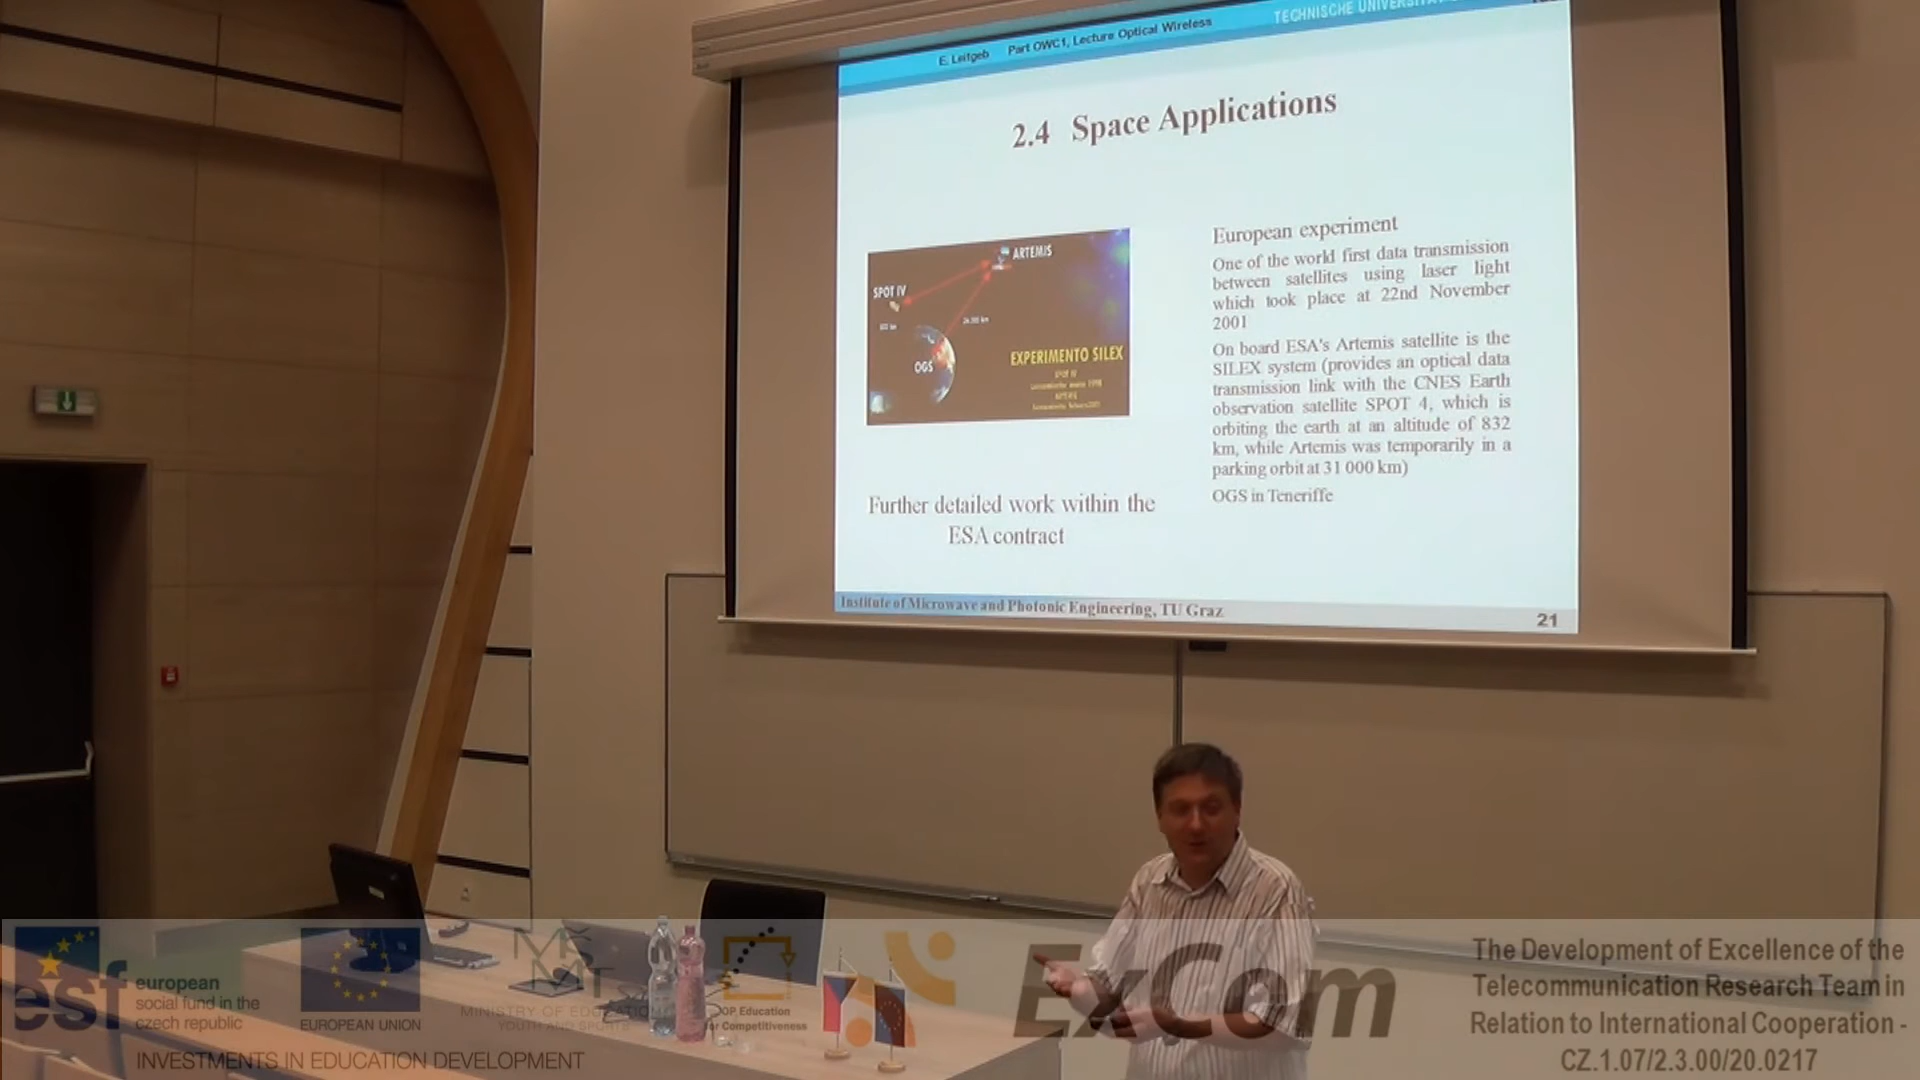 E. Leitgeb Part OWC1, Lecture Optical Wireless
TECHNISCHE
2.4 Space Applications
ARTEMIS
SPOT IV
OGS
EXPERIMENTO SILEX
SPOT IV
European experiment
One of the world first data transmission
between satellites using laser light
which took place at 22nd November
2001
On board ESA's Artemis satellite is the
SILEX system (provides an optical data
transmission link with the CNES Earth
observation satellite SPOT 4, which is
orbiting the earth at an altitude of 832
km, while Artemis was temporarily in a
parking orbit at 31 000 km)
OGS in Teneriffe
Further detailed work within the
ESA contract
Institute of Microwave and Photonic Engineering, TU Graz
21
esf european
social fund in the
czech republic
EUROPEAN UNION
MŠMT
MINISTRY OF EDUCATION,
YOUTH AND SPORTS
OP Education
for Competitiveness
INVESTMENTS IN EDUCATION DEVELOPMENT
ExCom
The Development of Excellence of the
Telecommunication Research Team in
Relation to International Cooperation -
CZ.1.07/2.3.00/20.0217